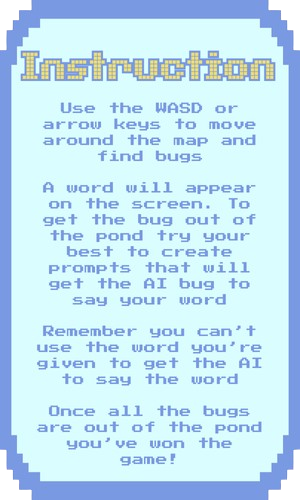 Instruction
Use the WASD or
arrow keys to move
around the map and
find bugs
A word will appear
on the screen. To
get the bug out of
the pond try your
best to create
prompts that will
get the AI bug to
say your word
Remember you can't
use the word you're
given to get the AI
to say the word
Once all the bugs
are out of the pond
you've won the
game!